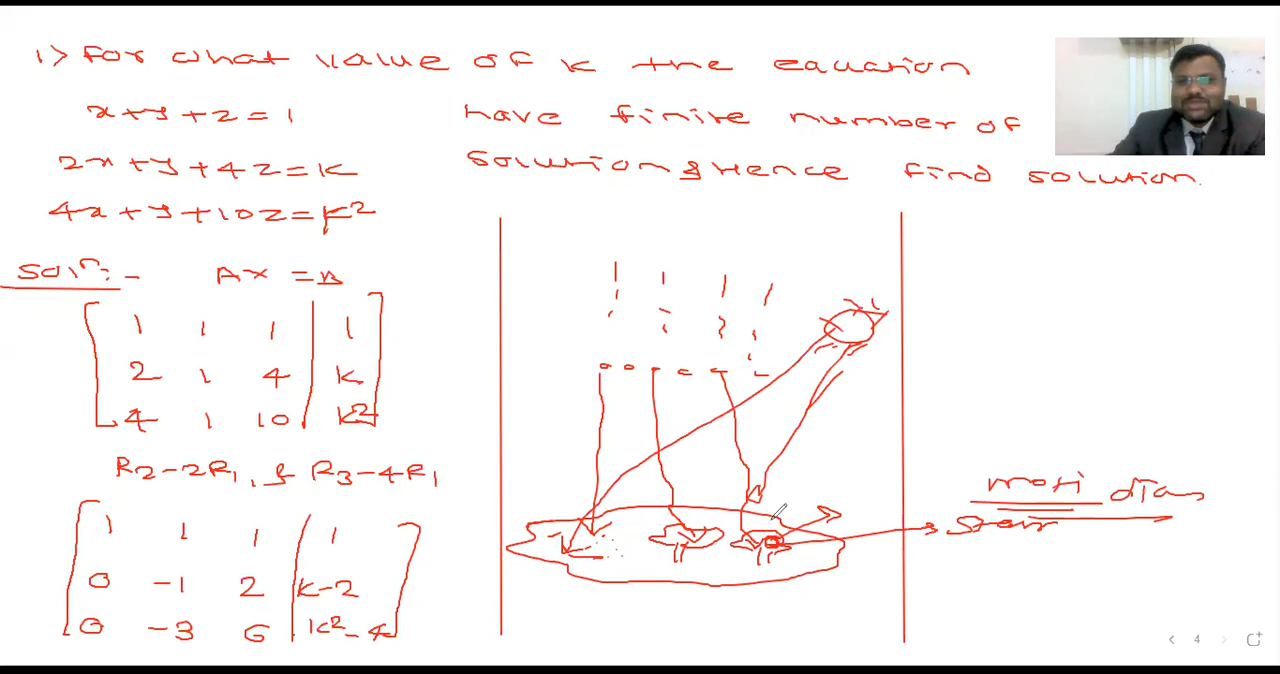 1> For what value of k the equation
x+y+z=1 have finite number of
2x+y+4z=k solution & Hence find solution.
4x+y+10z=k²
Solⁿ:- AX = B
1 1 1 | 1
2 1 4 | k
4 1 10 | k²
R2-2R1, & R3-4R1
1 1 1 | 1
0 -1 2 | k-2
0 -3 6 | k²-4
moti
4